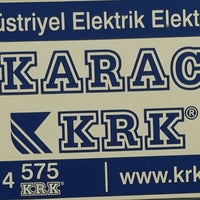 üstriyel Elektrik Elekt
KARAC
KRK®
4 575
KRK www.krk